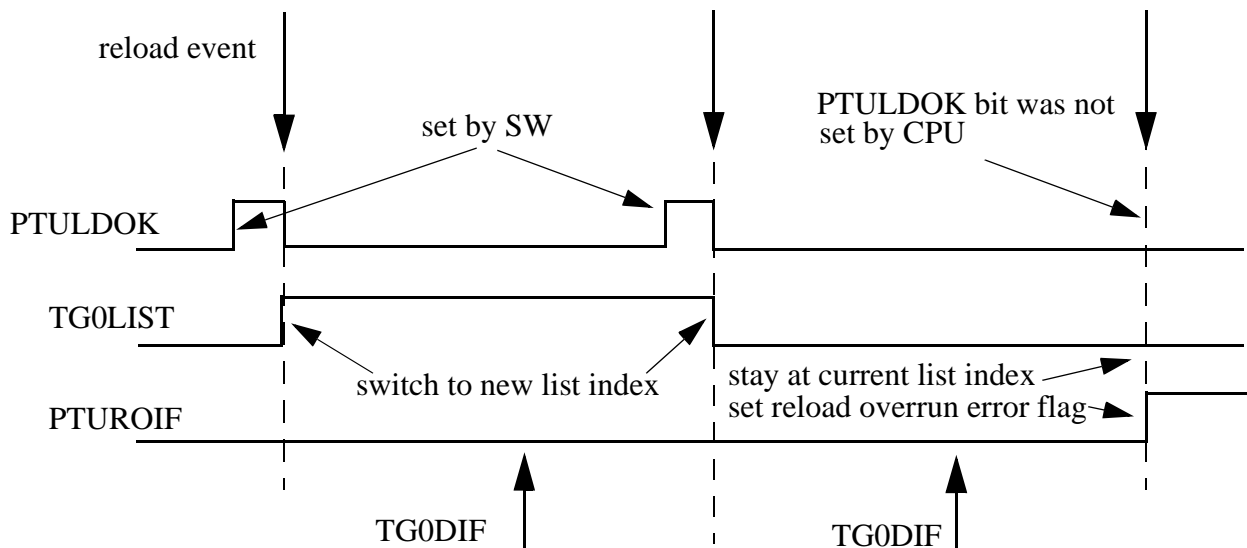 reload event
set by SW
PTULDOK bit was not
set by CPU
PTULDOK
TG0LIST
switch to new list index
stay at current list index
set reload overrun error flag
PTUROIF
TG0DIF
TG0DIF